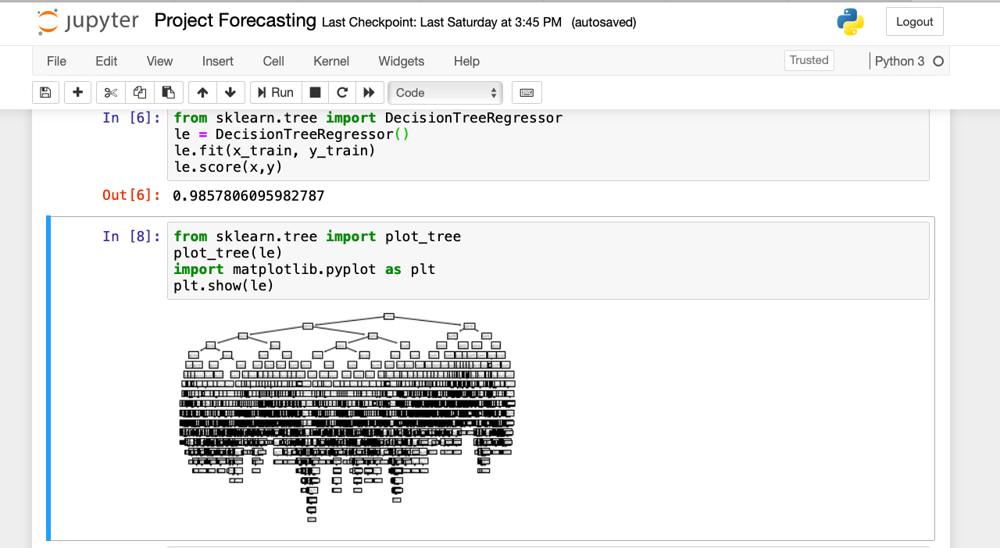 jupyter Project Forecasting Last Checkpoint: Last Saturday at 3:45 PM (autosaved) Logout
File Edit View Insert Cell Kernel Widgets Help Trusted Python 3
Run Code
In [6]: from sklearn.tree import DecisionTreeRegressor
le = DecisionTreeRegressor()
le.fit(x_train, y_train)
le.score(x,y)
Out[6]: 0.9857806095982787
In [8]: from sklearn.tree import plot_tree
plot_tree(le)
import matplotlib.pyplot as plt
plt.show(le)